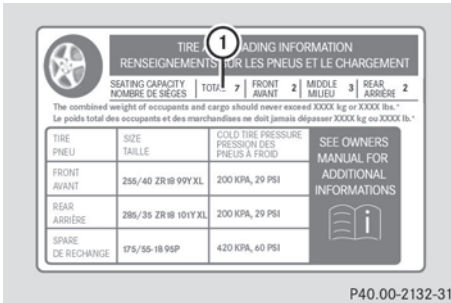 TIRE A ADING INFORMATION
RENSEIGNEMENTS SUR LES PNEUS ET LE CHARGEMENT
1
SEATING CAPACITY TOTAL 7 FRONT 2 MIDDLE 3 REAR 2
NOMBRE DE SIÈGES AVANT MILIEU ARRIÈRE
The combined weight of occupants and cargo should never exceed XXXX kg or XXXX lbs.*
Le poids total des occupants et des marchandises ne doit jamais dépasser XXXX kg ou XXXX lb.*
TIRE SIZE COLD TIRE PRESSURE
PNEU TAILLE PRESSION DES
PNEUS À FROID
FRONT 255/40 ZR18 99Y XL 200 KPA, 29 PSI
AVANT
REAR 285/35 ZR18 101Y XL 200 KPA, 29 PSI
ARRIÈRE
SPARE 175/55-18 95P 420 KPA, 60 PSI
DE RECHANGE
SEE OWNERS
MANUAL FOR
ADDITIONAL
INFORMATIONS
i
P40.00-2132-31